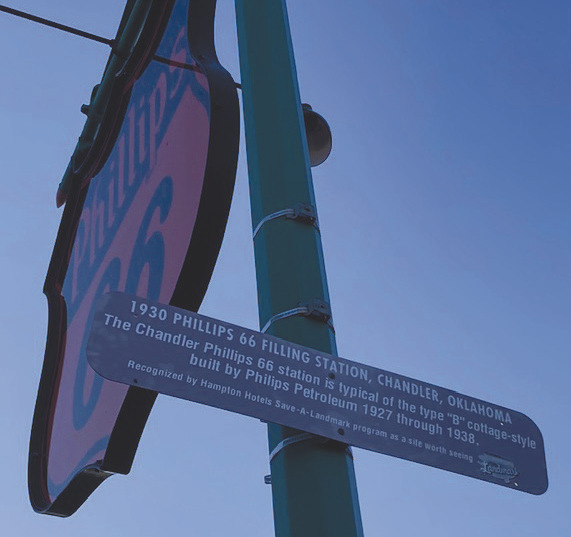 Phillips
66
1930 PHILLIPS 66 FILLING STATION, CHANDLER, OKLAHOMA
The Chandler Phillips 66 station is typical of the type "B" cottage-style
built by Philips Petroleum 1927 through 1938.
Recognized by Hampton Hotels Save-A-Landmark program as a site worth seeing
Landmark